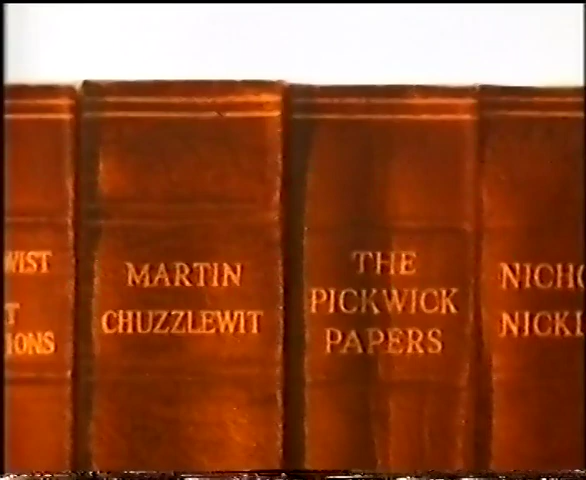 WIST
T
IONS
MARTIN
CHUZZLEWIT
THE
PICKWICK
PAPERS
NICHO
NICKL